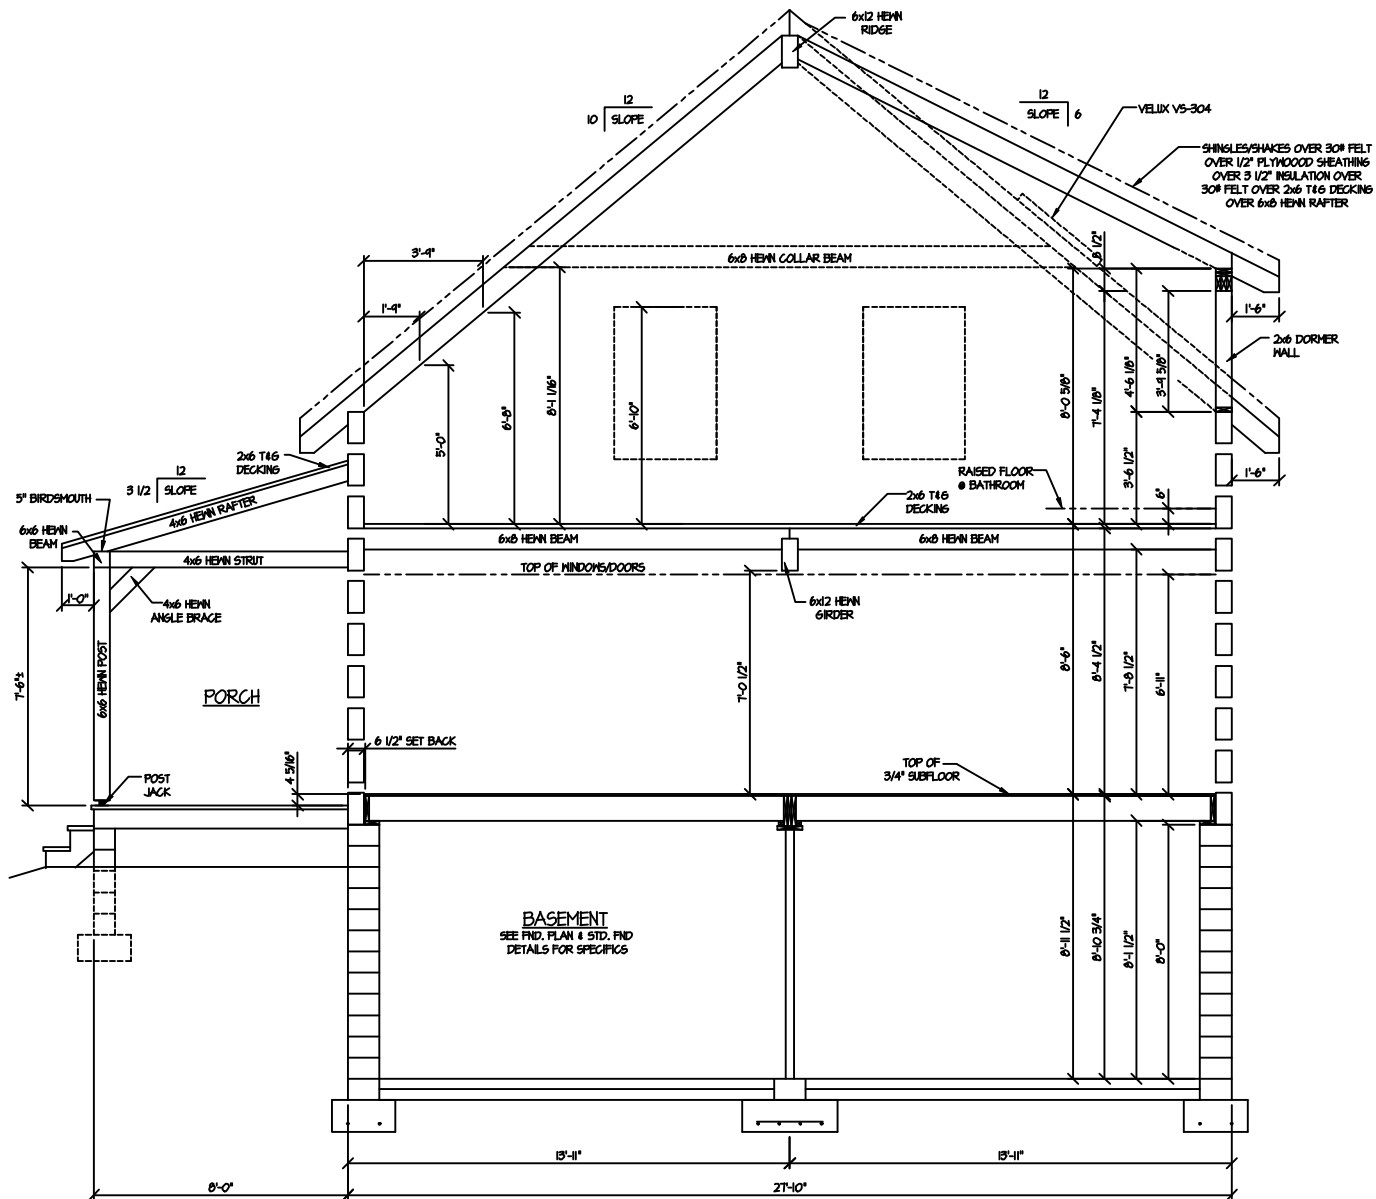 6x12 HEWN
RIDGE
12
10 SLOPE
12
SLOPE 6
VELUX VS-304
SHINGLES/SHAKES OVER 30# FELT
OVER 1/2" PLYWOOOD SHEATHING
OVER 3 1/2" INSULATION OVER
30# FELT OVER 2x6 T&G DECKING
OVER 6x8 HEWN RAFTER
3'-9"
6x8 HEWN COLLAR BEAM
8 1/2"
1'-9"
1'-6"
2x6 DORMER
WALL
5'-0"
6'-8"
8'-1 1/16"
6'-10"
8'-0 5/8"
7'-4 1/8"
4'-6 1/8"
3'-9 5/8"
3'-6 1/2"
6"
1'-6"
2x6 T&G
DECKING
12
3 1/2 SLOPE
5" BIRDSMOUTH
4x6 HEWN RAFTER
6x6 HEWN
BEAM
RAISED FLOOR
@ BATHROOM
2x6 T&G
DECKING
4x6 HEWN STRUT
6x8 HEWN BEAM
6x8 HEWN BEAM
TOP OF WINDOWS/DOORS
1'-0"
4x6 HEWN
ANGLE BRACE
6x12 HEWN
GIRDER
7'-6"±
6x6 HEWN POST
PORCH
7'-0 1/2"
8'-6"
8'-4 1/2"
7'-8 1/2"
6'-11"
6 1/2" SET BACK
4 5/16"
POST
JACK
TOP OF
3/4" SUBFLOOR
BASEMENT
SEE FND. PLAN & STD. FND
DETAILS FOR SPECIFICS
8'-11 1/2"
8'-10 3/4"
8'-1 1/2"
8'-0"
13'-11"
13'-11"
8'-0"
27'-10"